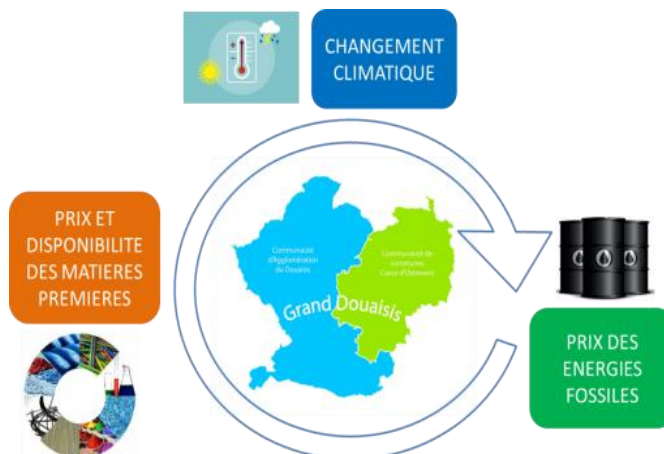 CHANGEMENT
CLIMATIQUE
PRIX ET
DISPONIBILITE
DES MATIERES
PREMIERES
Communauté
d'Agglomération
du Douaisis
Communauté de
communes
Cœur d'Ostrevent
Grand Douaisis
PRIX DES
ENERGIES
FOSSILES